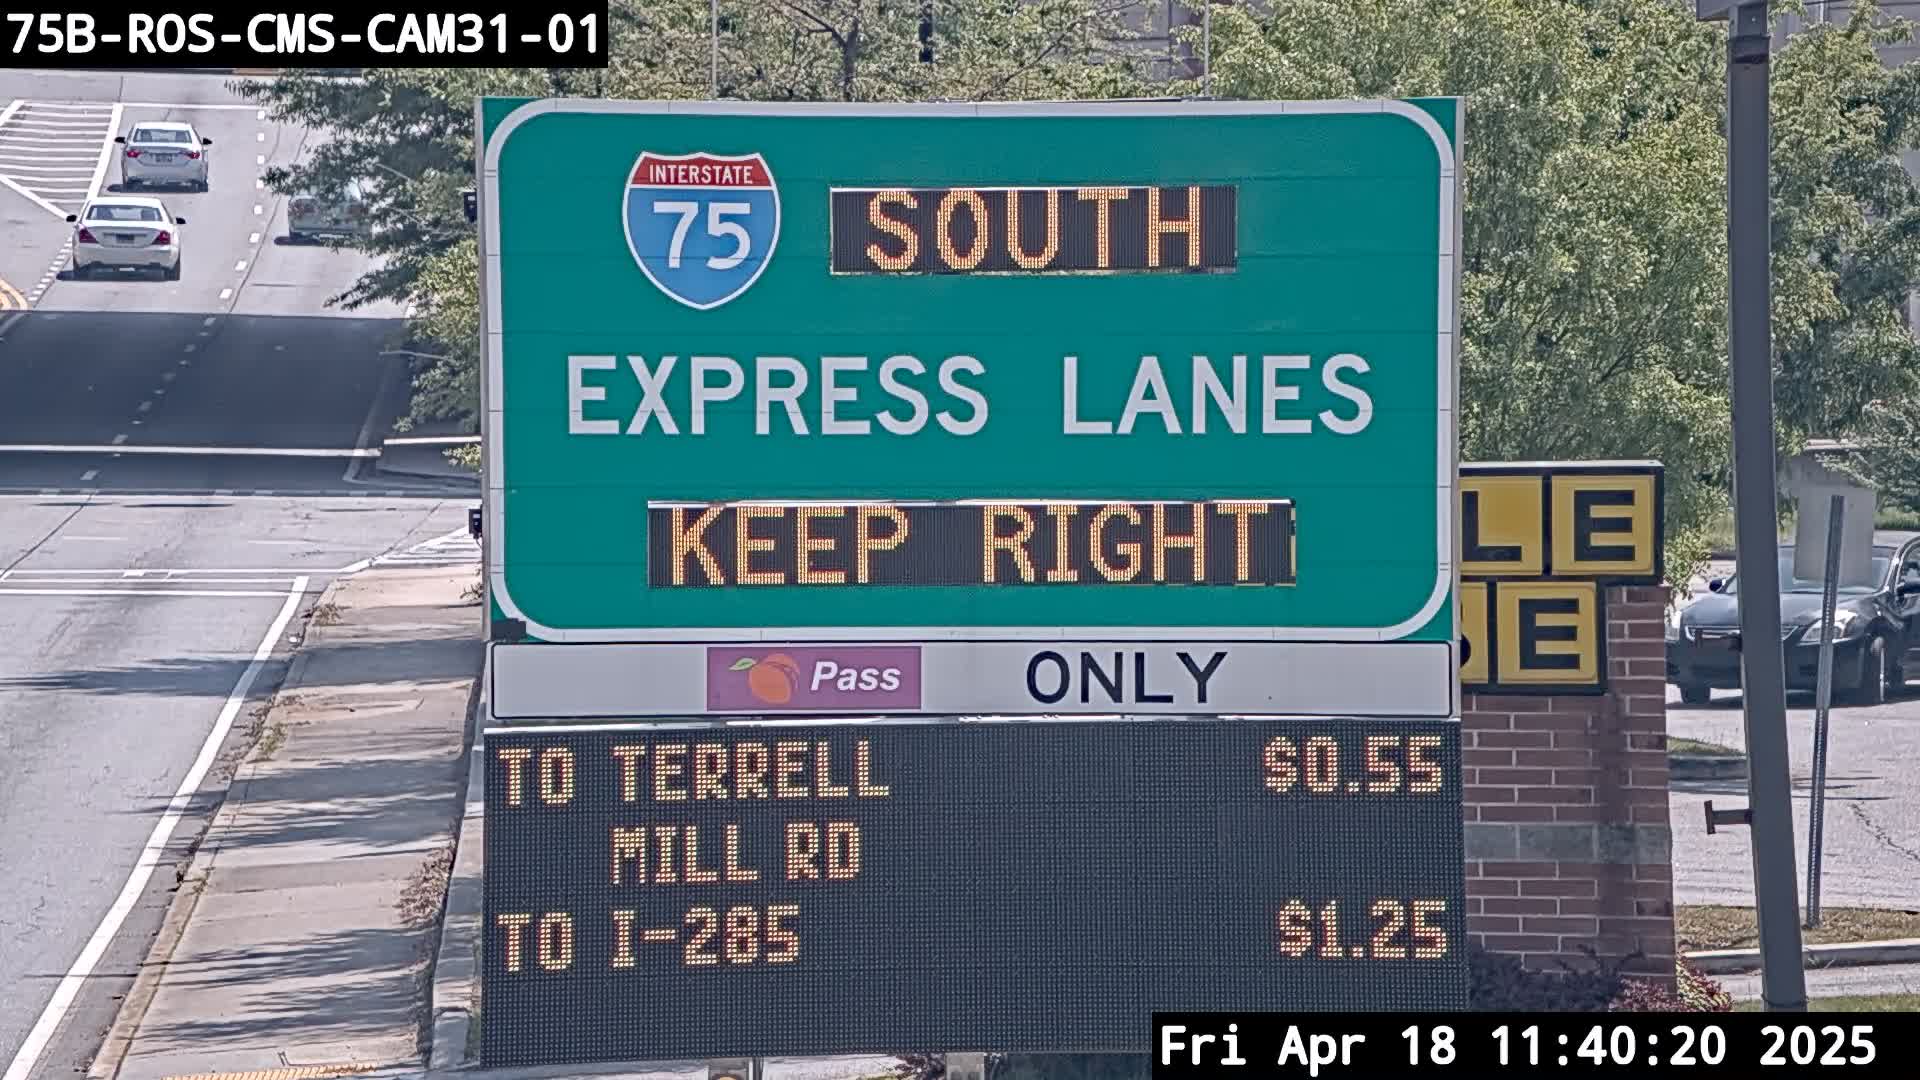 75B-ROS-CMS-CAM31-01
INTERSTATE
75
SOUTH
EXPRESS LANES
KEEP RIGHT
Pass ONLY
TO TERRELL $0.55
MILL RD
TO I-285 $1.25
LE
E
Fri Apr 18 11:40:20 2025